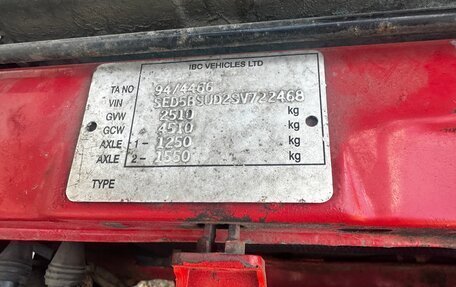 IBC VEHICLES LTD
TA NO 94/4466
VIN SED5BSUD2SV722468
GVW 2510 kg
GCW 4510 kg
AXLE -1- 1250 kg
AXLE 2- 1550 kg
TYPE